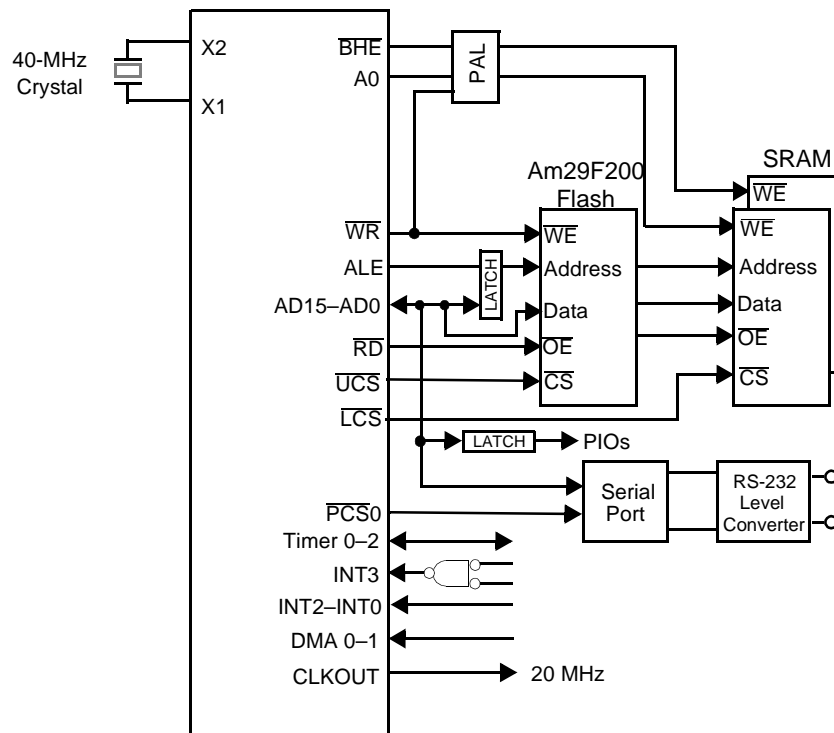 40-MHz
Crystal
X2
X1
BHE
A0
PAL
WR
ALE
AD15–AD0
RD
UCS
LCS
LATCH
Am29F200
Flash
WE
Address
Data
OE
CS
SRAM
WE
WE
Address
Data
OE
CS
LATCH
PIOs
Serial
Port
RS-232
Level
Converter
PCS0
Timer 0–2
INT3
INT2–INT0
DMA 0–1
CLKOUT
20 MHz